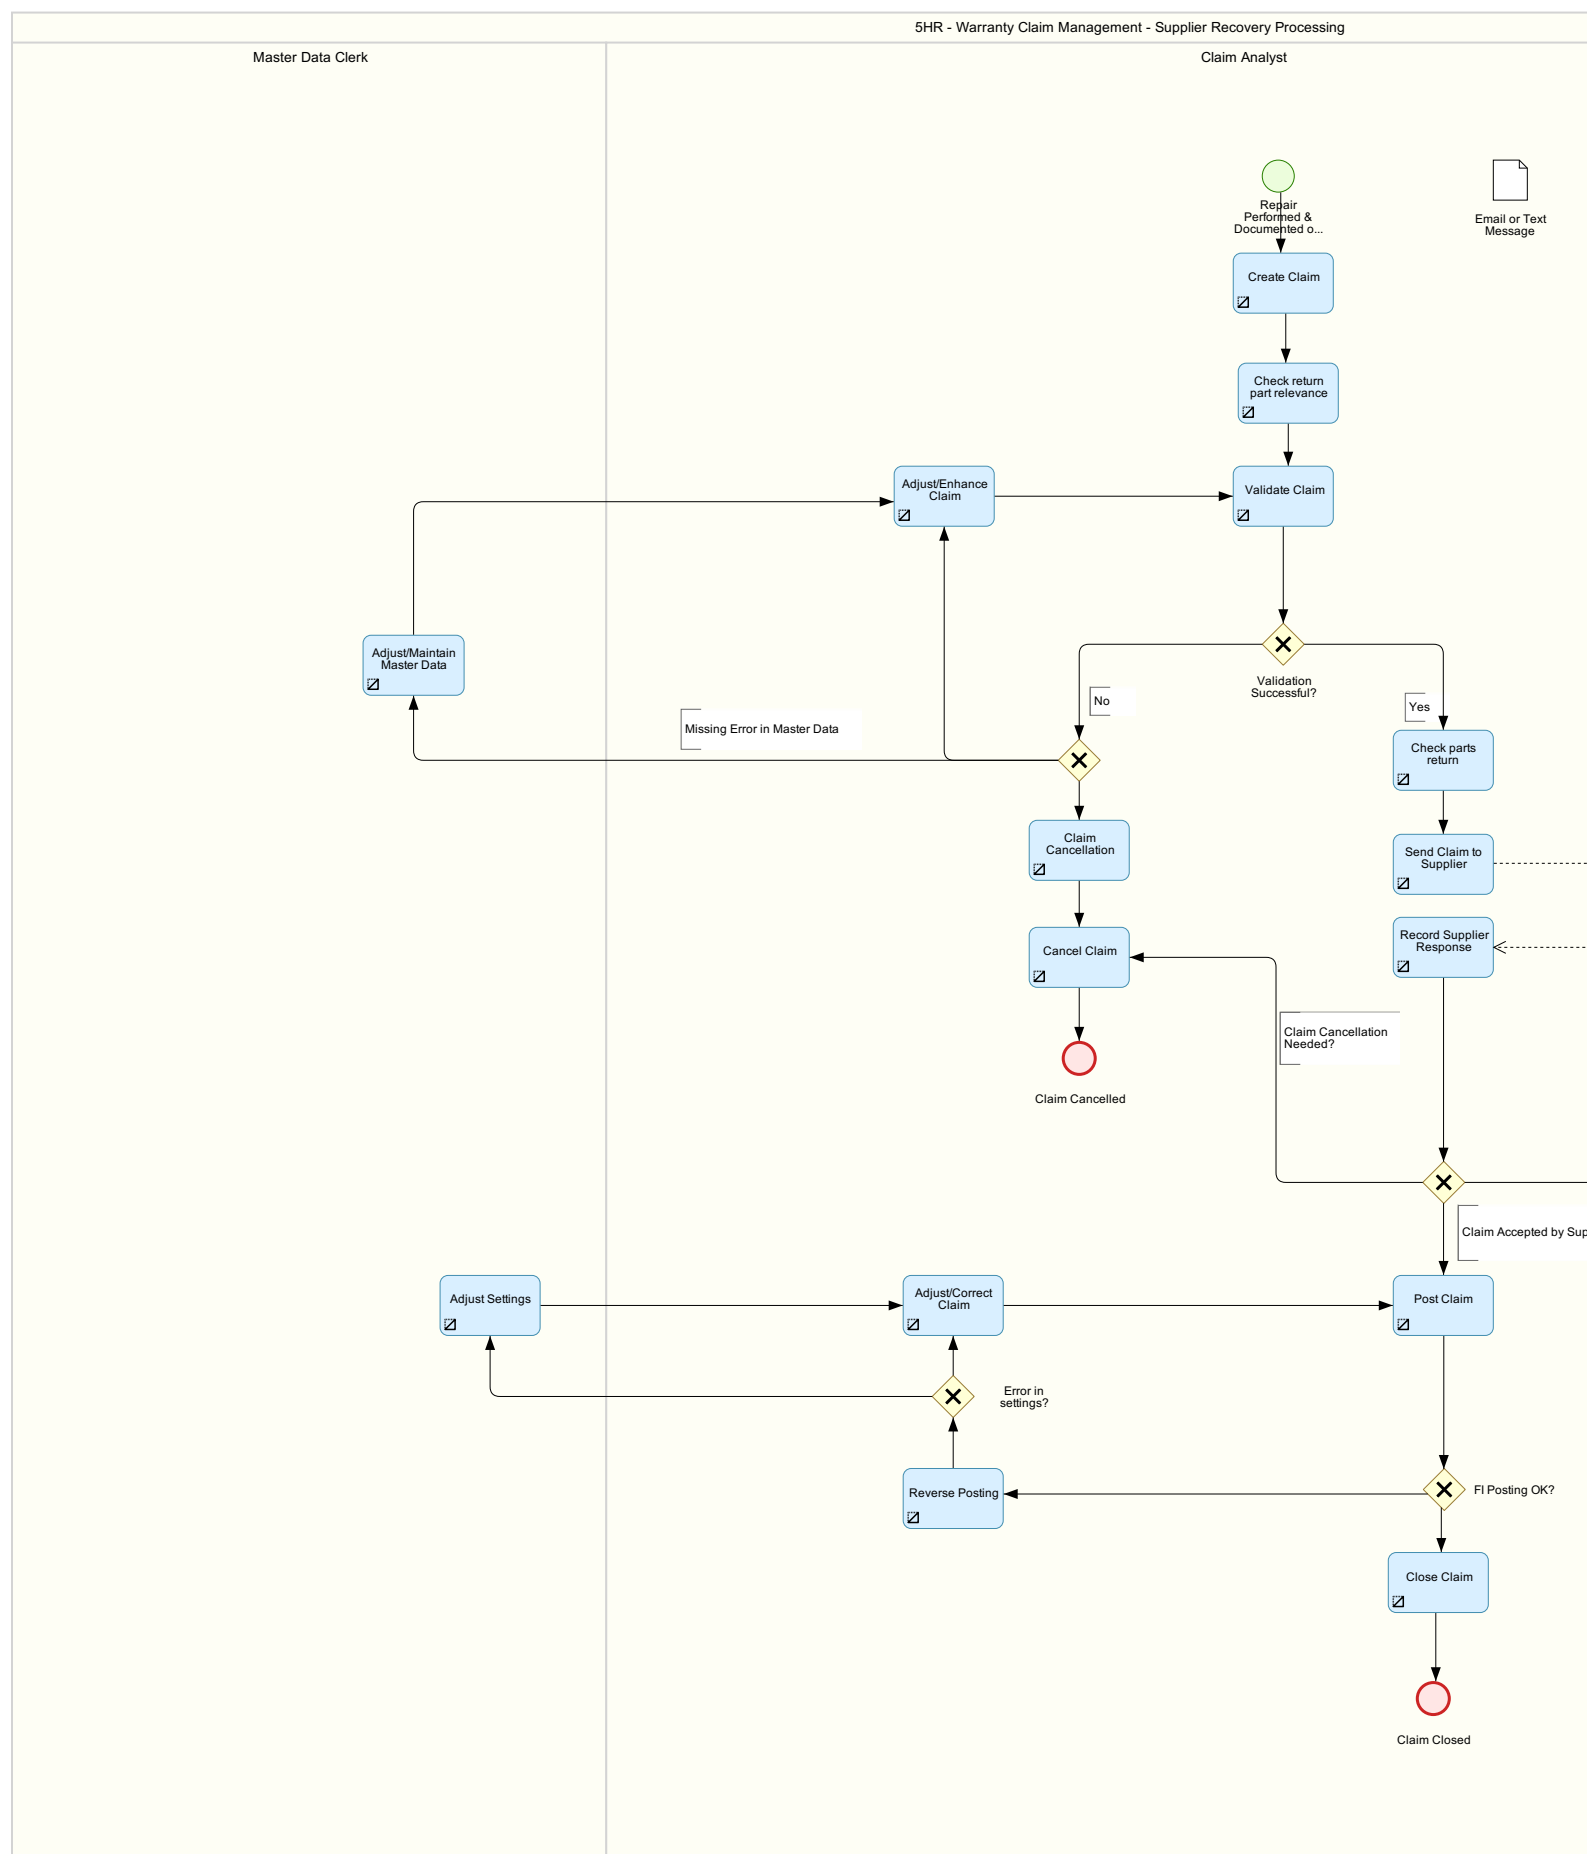 5HR - Warranty Claim Management - Supplier Recovery Processing
Master Data Clerk
Claim Analyst
Repair
Performed &
Documented o...
Email or Text
Message
Create Claim
Check return
part relevance
Adjust/Enhance
Claim
Validate Claim
Adjust/Maintain
Master Data
Validation
Successful?
No
Yes
Missing Error in Master Data
Check parts
return
Claim
Cancellation
Send Claim to
Supplier
Cancel Claim
Record Supplier
Response
Claim Cancellation
Needed?
Claim Cancelled
Claim Accepted by Sup
Adjust Settings
Adjust/Correct
Claim
Post Claim
Error in
settings?
Reverse Posting
FI Posting OK?
Close Claim
Claim Closed